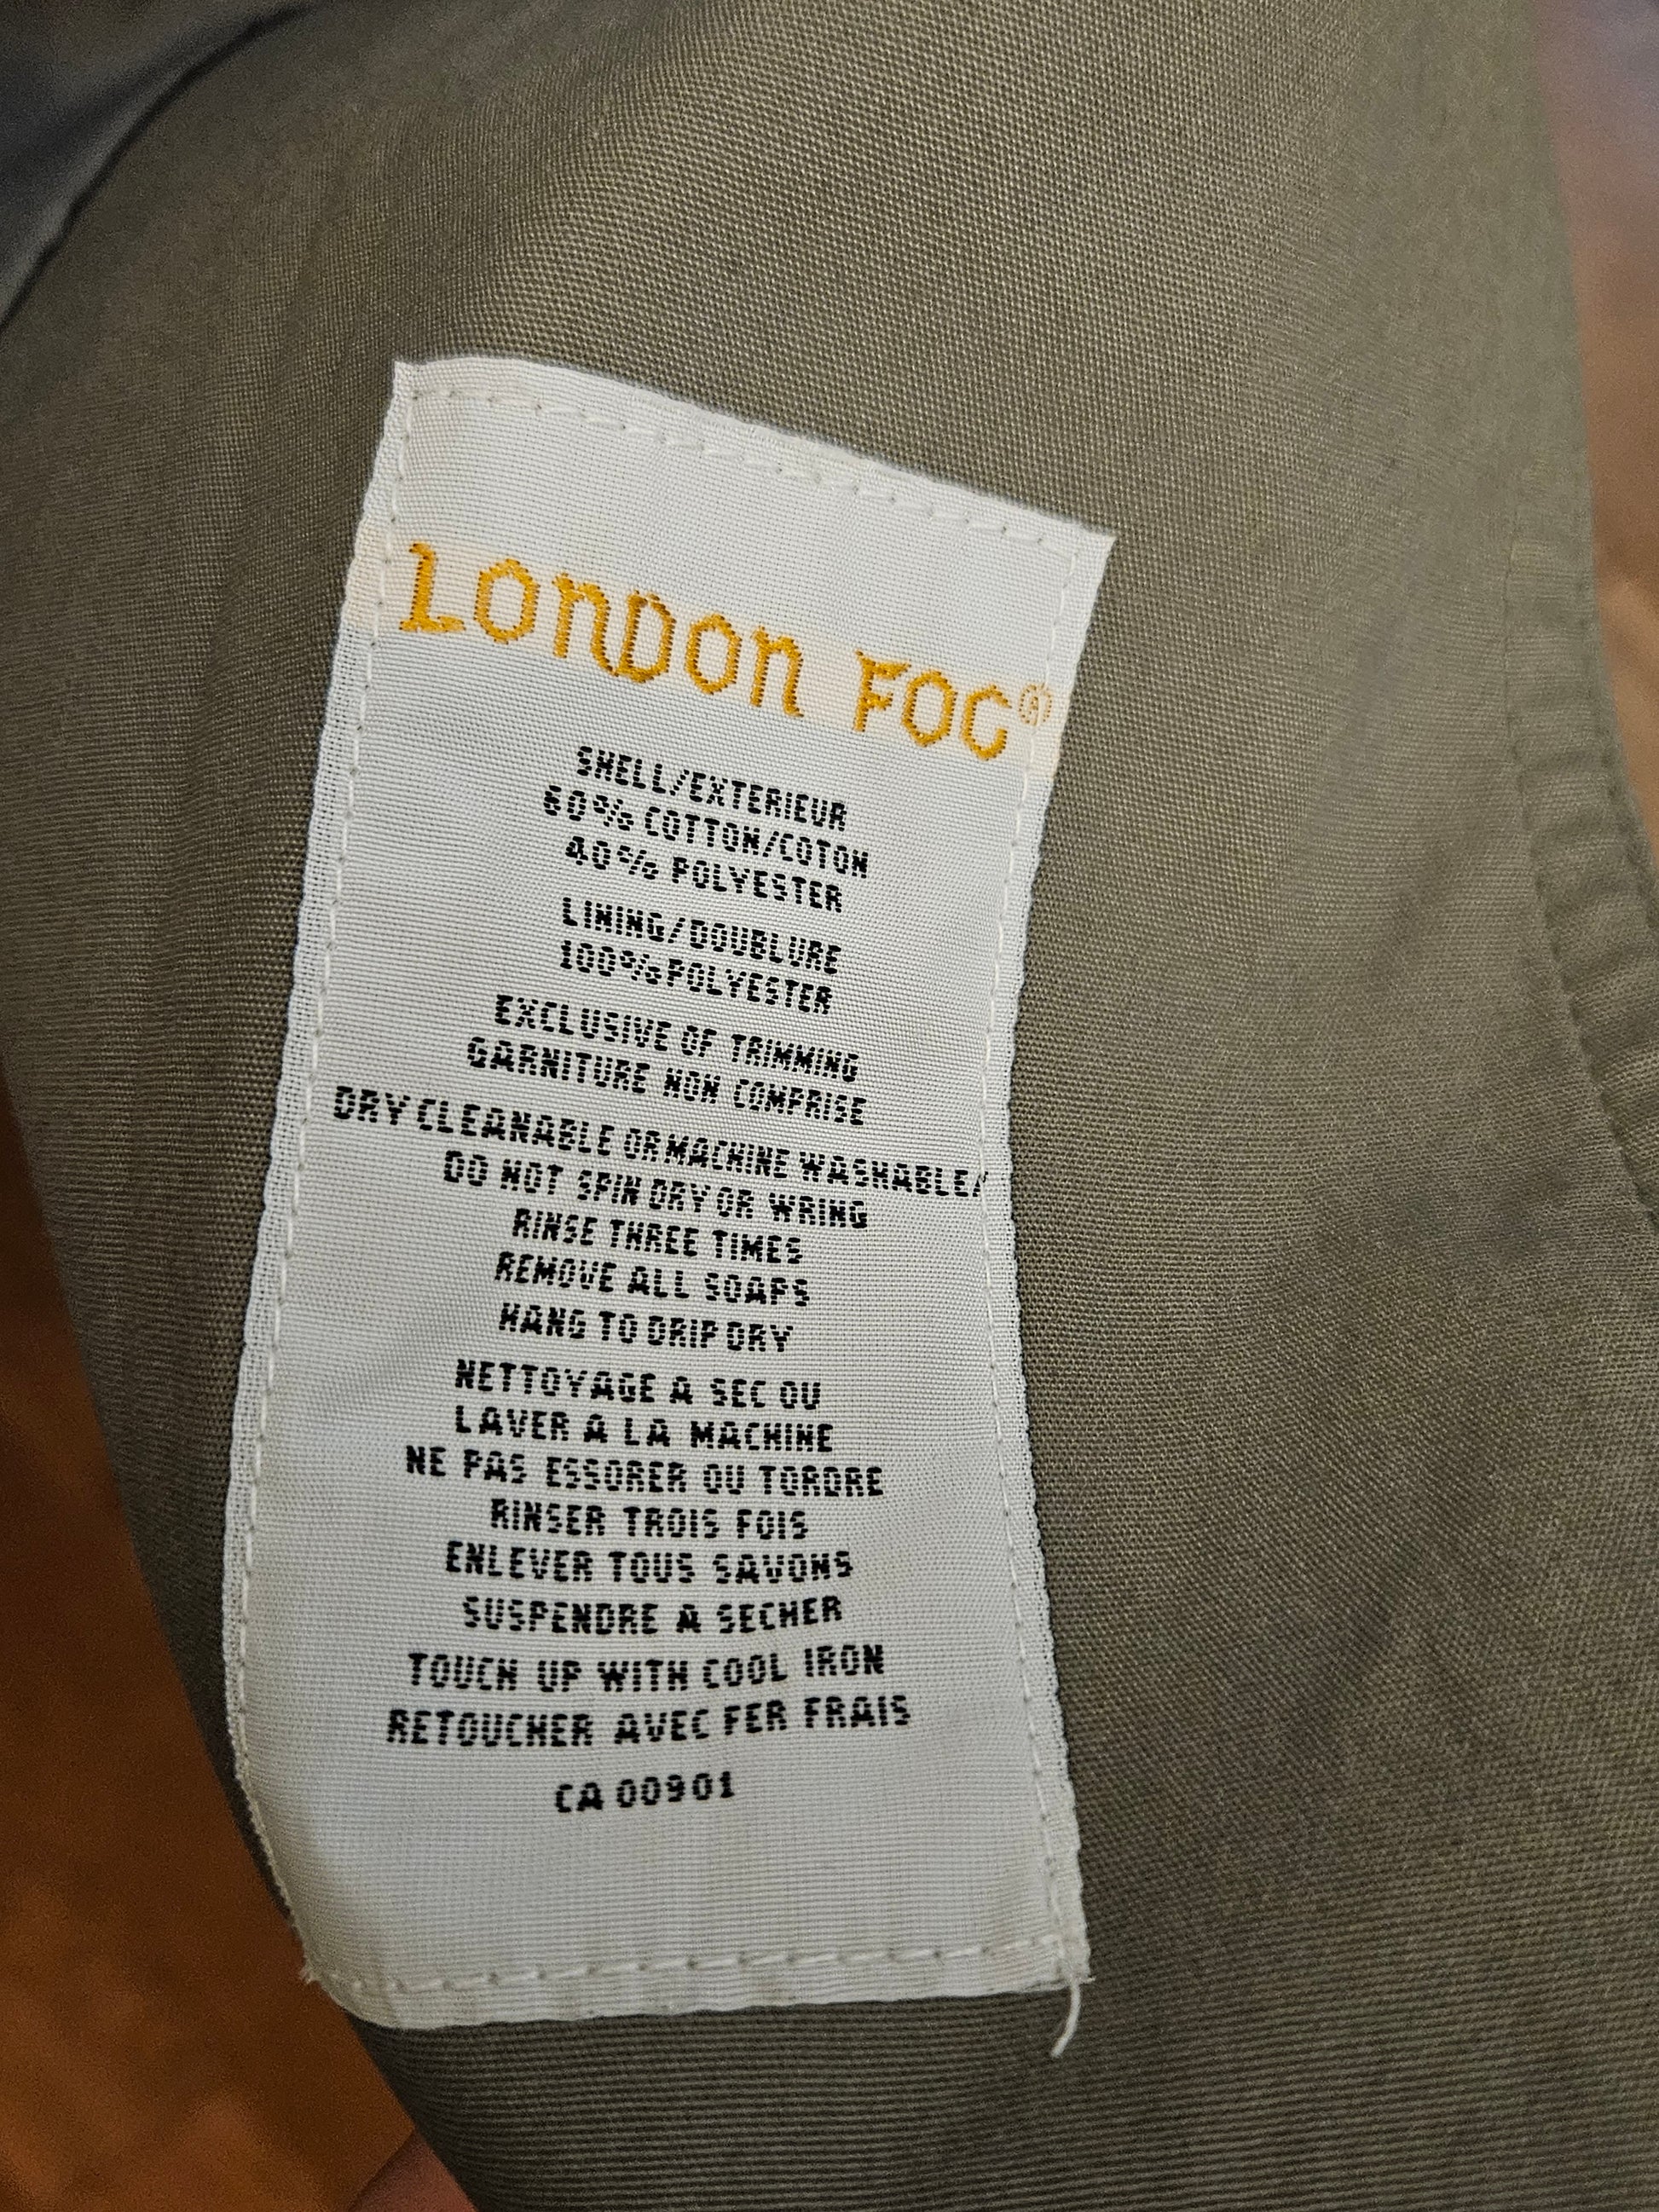 LONDON FOG®
SHELL/EXTERIEUR
60% COTTON/COTON
40% POLYESTER
LINING/DOUBLURE
100% POLYESTER
EXCLUSIVE OF TRIMMING
GARNITURE NON COMPRISE
DRY CLEANABLE OR MACHINE WASHABLE/
DO NOT SPIN DRY OR WRING
RINSE THREE TIMES
REMOVE ALL SOAPS
HANG TO DRIP DRY
NETTOYAGE A SEC OU
LAVER A LA MACHINE
NE PAS ESSORER OU TORDRE
RINSER TROIS FOIS
ENLEVER TOUS SAVONS
SUSPENDRE A SECHER
TOUCH UP WITH COOL IRON
RETOUCHER AVEC FER FRAIS
CA 00901